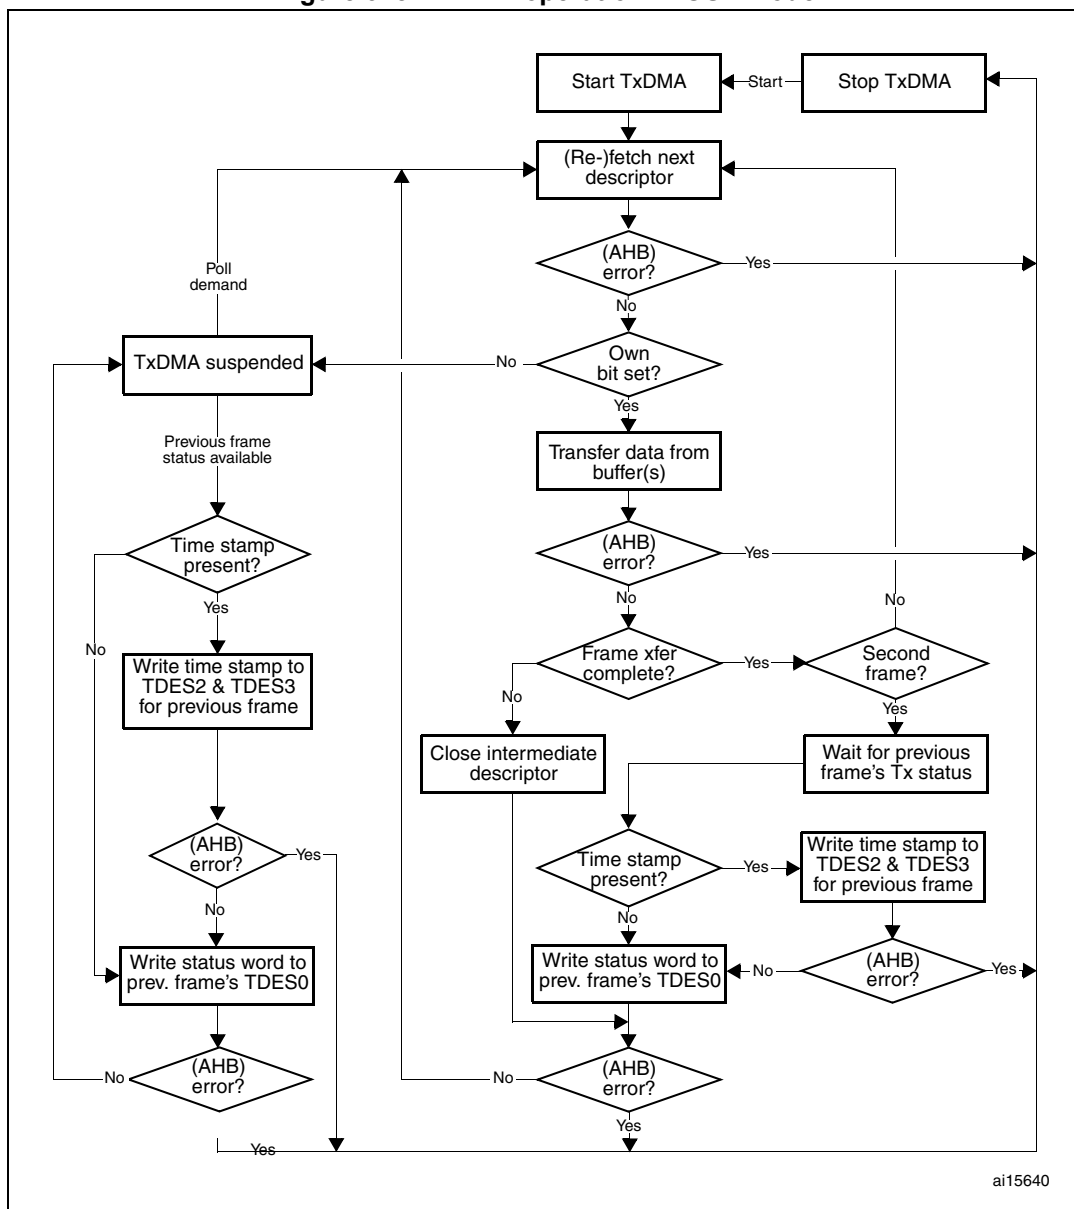 Start TxDMA
Start
Stop TxDMA
(Re-)fetch next
descriptor
(AHB)
error?
Yes
Poll
demand
No
TxDMA suspended
No
Own
bit set?
Yes
Previous frame
status available
Transfer data from
buffer(s)
Time stamp
present?
(AHB)
error?
Yes
No
No
Yes
No
Write time stamp to
TDES2 & TDES3
for previous frame
Frame xfer
complete?
Yes
Second
frame?
No
Yes
Close intermediate
descriptor
Wait for previous
frame's Tx status
(AHB)
error?
Yes
Time stamp
present?
Yes
Write time stamp to
TDES2 & TDES3
for previous frame
No
No
Write status word to
prev. frame's TDES0
Write status word to
prev. frame's TDES0
No
(AHB)
error?
Yes
No
(AHB)
error?
No
(AHB)
error?
Yes
Yes
ai15640